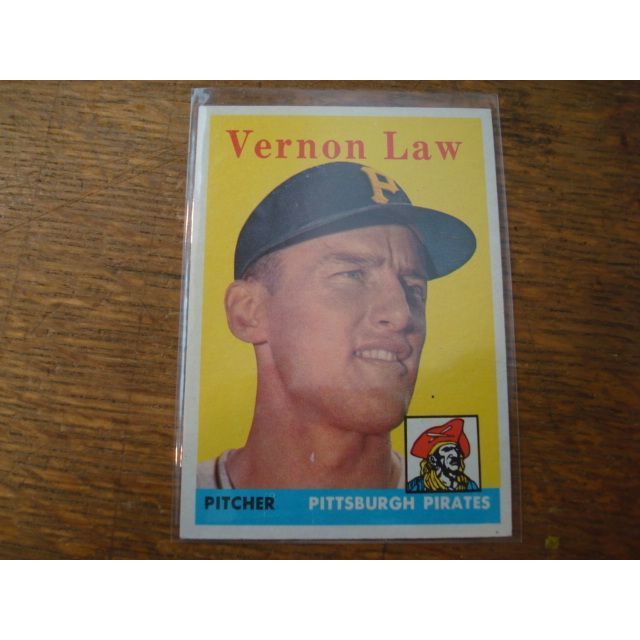 Vernon Law
P
PITCHER PITTSBURGH PIRATES